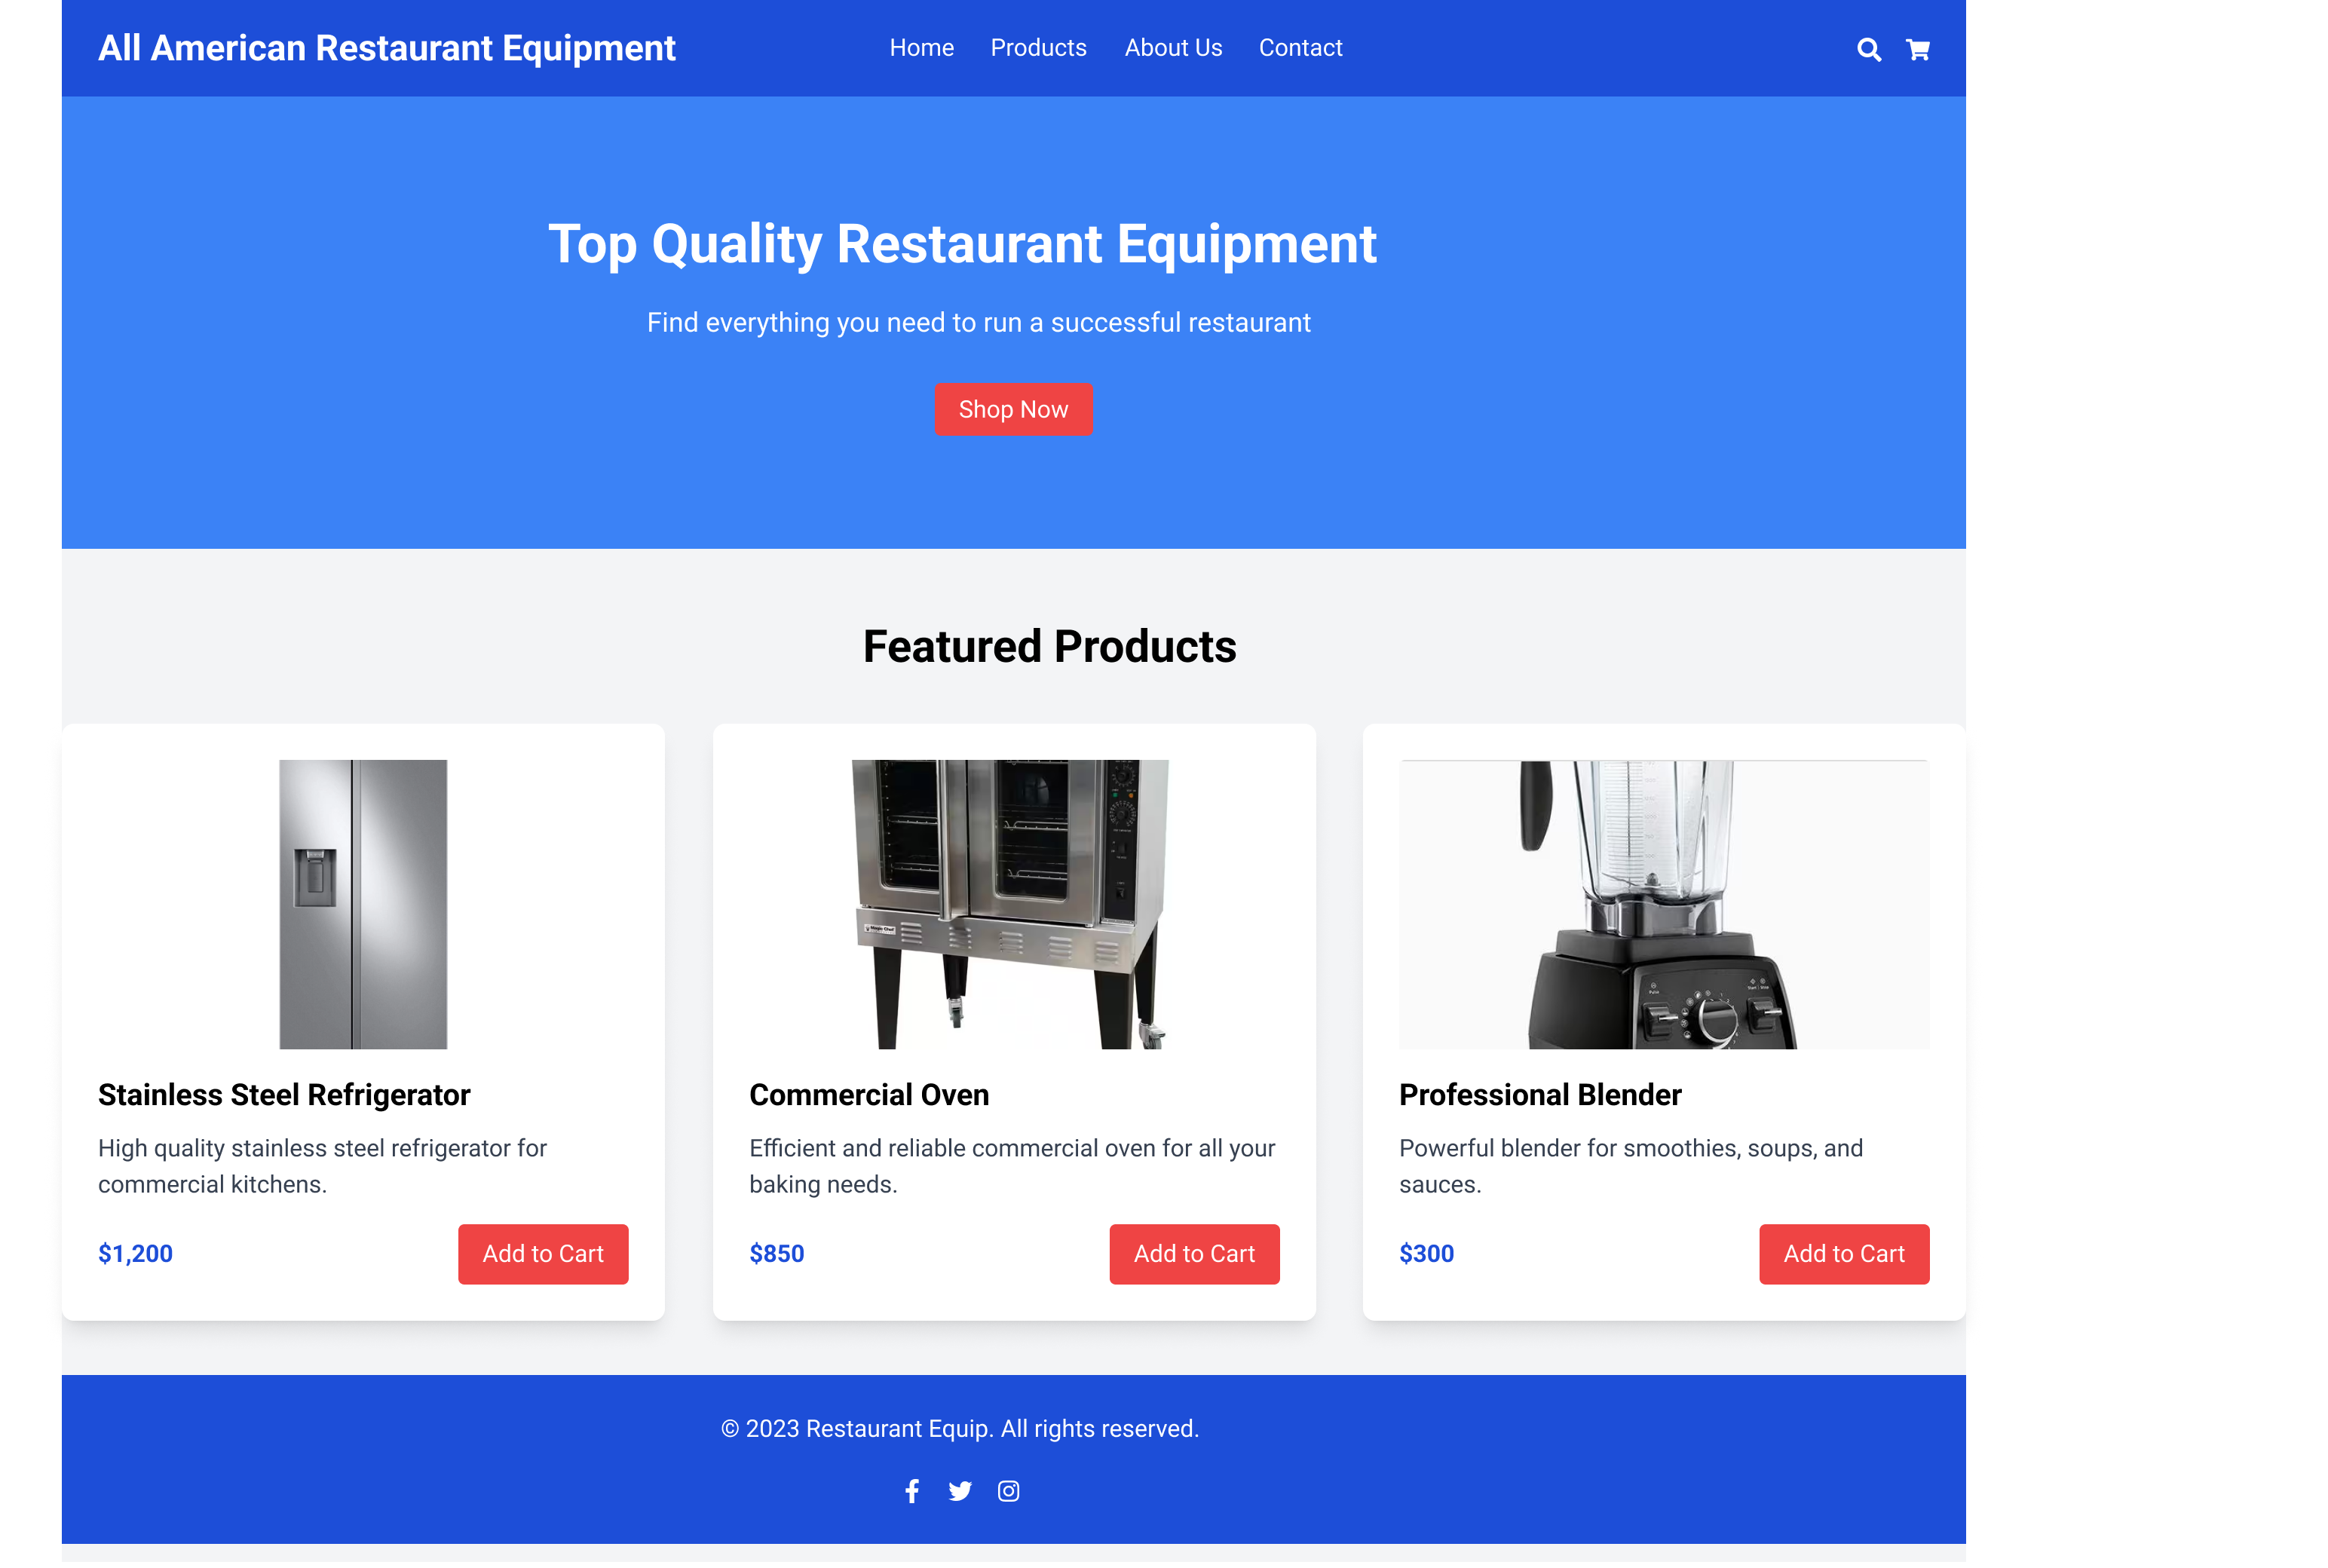 All American Restaurant Equipment
Home Products About Us Contact
Top Quality Restaurant Equipment
Find everything you need to run a successful restaurant
Shop Now
Featured Products
Stainless Steel Refrigerator
High quality stainless steel refrigerator for
commercial kitchens.
$1,200
Add to Cart
Commercial Oven
Efficient and reliable commercial oven for all your
baking needs.
$850
Add to Cart
Professional Blender
Powerful blender for smoothies, soups, and
sauces.
$300
Add to Cart
© 2023 Restaurant Equip. All rights reserved.